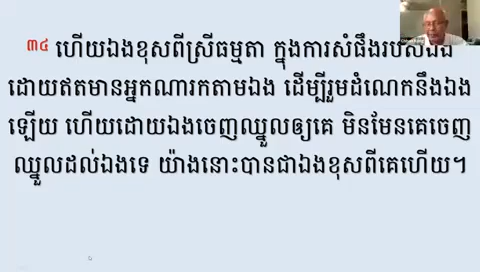 ៣៤ ហើយឯងខុសពីស្រីធម្មតា ក្នុងការសំផឹងរបស់ឯង
ដោយឥតមានអ្នកណារកតាមឯង ដើម្បីរួមដំណេកនឹងឯង
ឡើយ ហើយដោយឯងចេញឈ្នួលឲ្យគេ មិនមែនគេចេញ
ឈ្នួលដល់ឯងទេ យ៉ាងនោះបានជាឯងខុសពីគេហើយ។